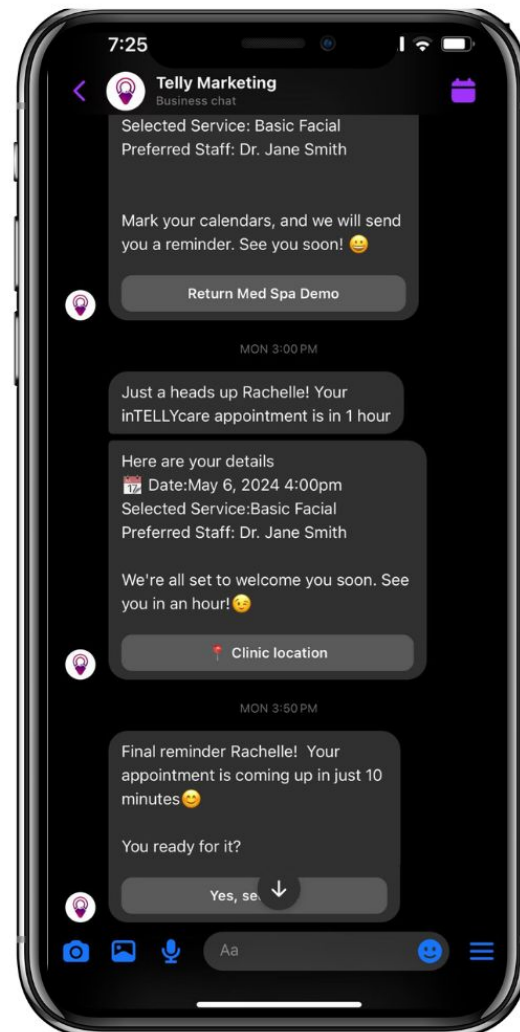 7:25
Telly Marketing
Business chat
Selected Service: Basic Facial
Preferred Staff: Dr. Jane Smith
Mark your calendars, and we will send
you a reminder. See you soon! 😀
Return Med Spa Demo
MON 3:00 PM
Just a heads up Rachelle! Your
inTELLYcare appointment is in 1 hour
Here are your details
📅 Date:May 6, 2024 4:00pm
Selected Service:Basic Facial
Preferred Staff: Dr. Jane Smith
We're all set to welcome you soon. See
you in an hour!😉
📍 Clinic location
MON 3:50 PM
Final reminder Rachelle!  Your
appointment is coming up in just 10
minutes😊
You ready for it?
Yes,
Aa